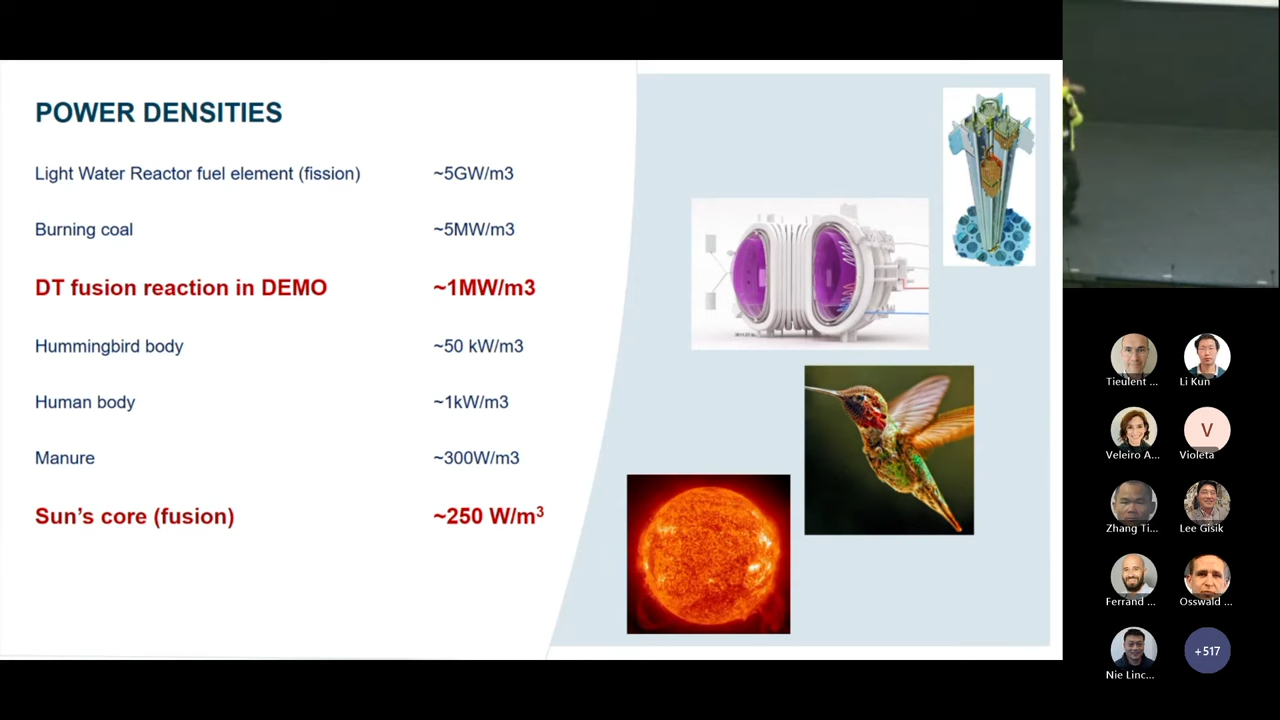 POWER DENSITIES
Light Water Reactor fuel element (fission) ~5GW/m3
Burning coal ~5MW/m3
DT fusion reaction in DEMO ~1MW/m3
Hummingbird body ~50 kW/m3
Human body ~1kW/m3
Manure ~300W/m3
Sun's core (fusion) ~250 W/m³
Tieulent ... Li Kun
V
Veleiro A... Violeta
Zhang Ti... Lee Gisik
Ferrand ... Osswald ...
+517
Nie Linc...